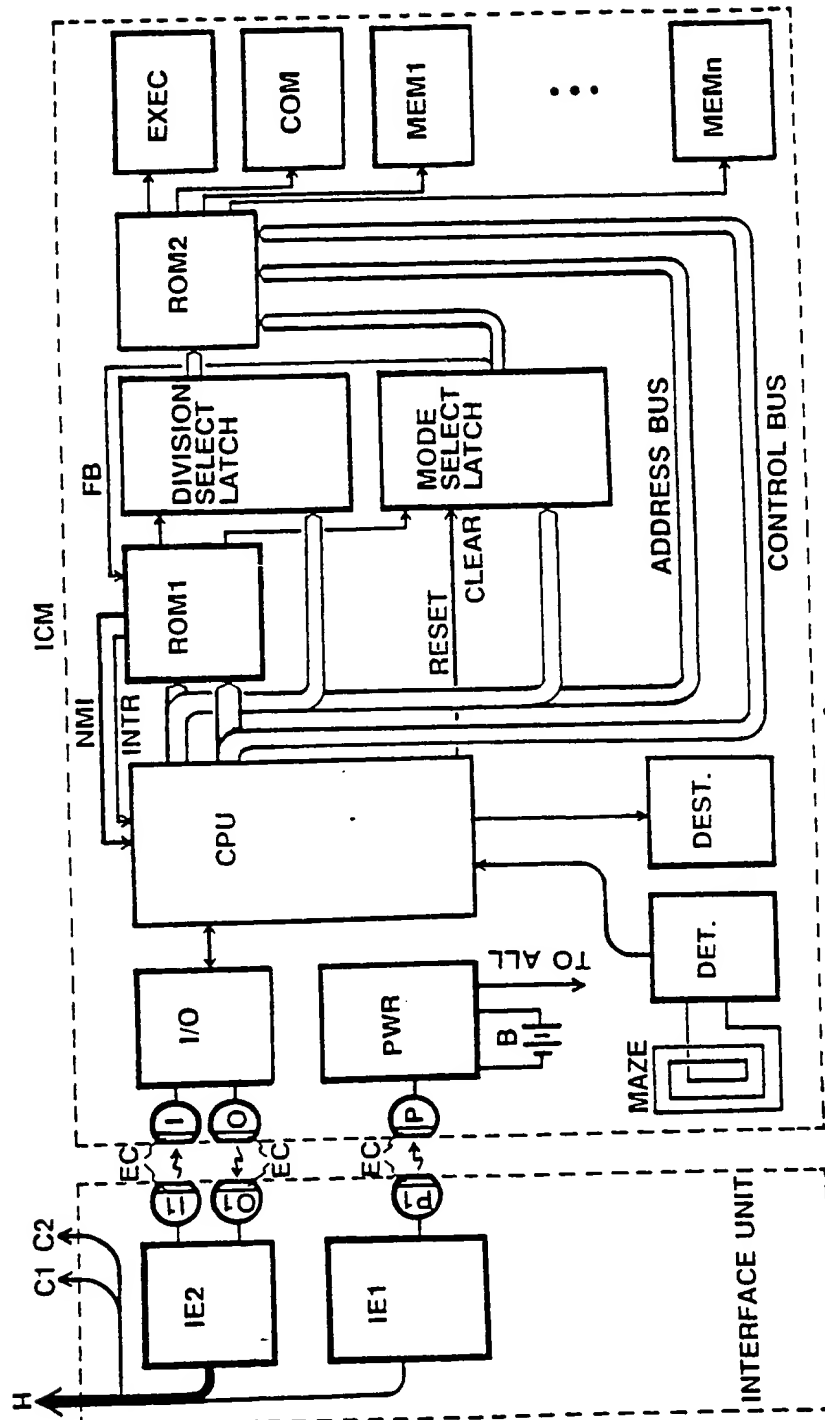 ICM
H
C1 C2
IE2
I1
O1
EC
EC
I
O
I/O
NMI
INTR
CPU
FB
ROM1
DIVISION
SELECT
LATCH
ROM2
EXEC
COM
MEM1
...
MEMn
MODE
SELECT
LATCH
RESET
CLEAR
ADDRESS BUS
CONTROL BUS
IE1
P1
EC
P
PWR
B
TO ALL
MAZE
DET.
DEST.
INTERFACE UNIT